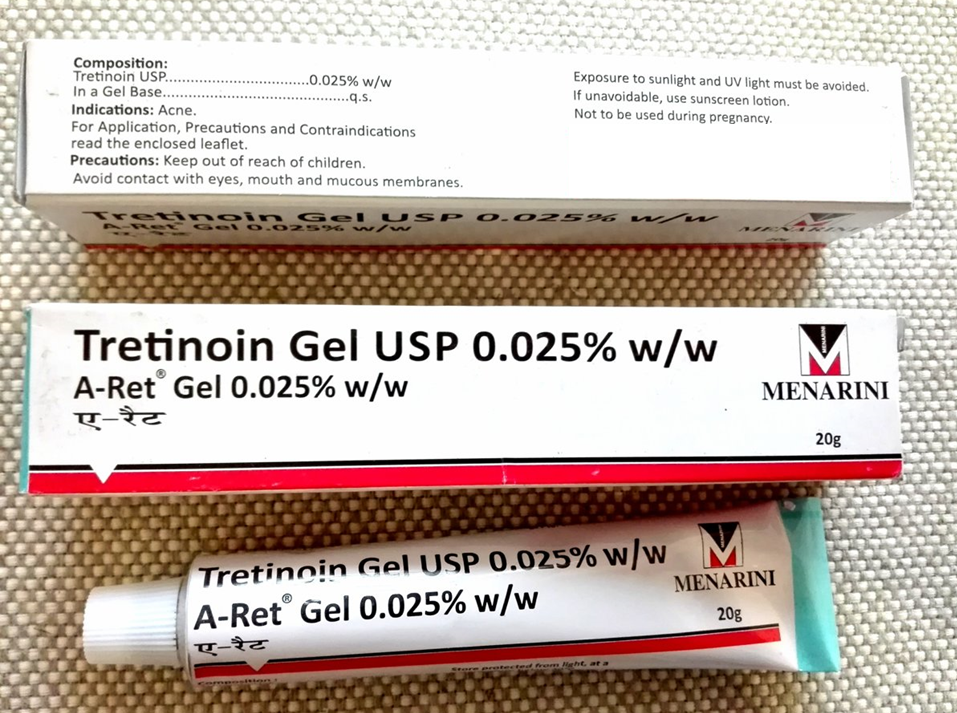 Composition:
Tretinoin USP..................................0.025% w/w
In a Gel Base............................................q.s.
Indications: Acne.
For Application, Precautions and Contraindications
read the enclosed leaflet.
Precautions: Keep out of reach of children.
Avoid contact with eyes, mouth and mucous membranes.
Exposure to sunlight and UV light must be avoided.
If unavoidable, use sunscreen lotion.
Not to be used during pregnancy.
Tretinoin Gel USP 0.025% w/w
A-Ret® Gel 0.025% w/w
ए-रैट
MENARINI
20g
Tretinoin Gel USP 0.025% w/w
A-Ret® Gel 0.025% w/w
ए-रैट
MENARINI
MENARINI
20g
Tretinoin Gel USP 0.025% w/w
A-Ret® Gel 0.025% w/w
ए-रैट
MENARINI
MENARINI
20g
Store protected from light, at a
Composition :